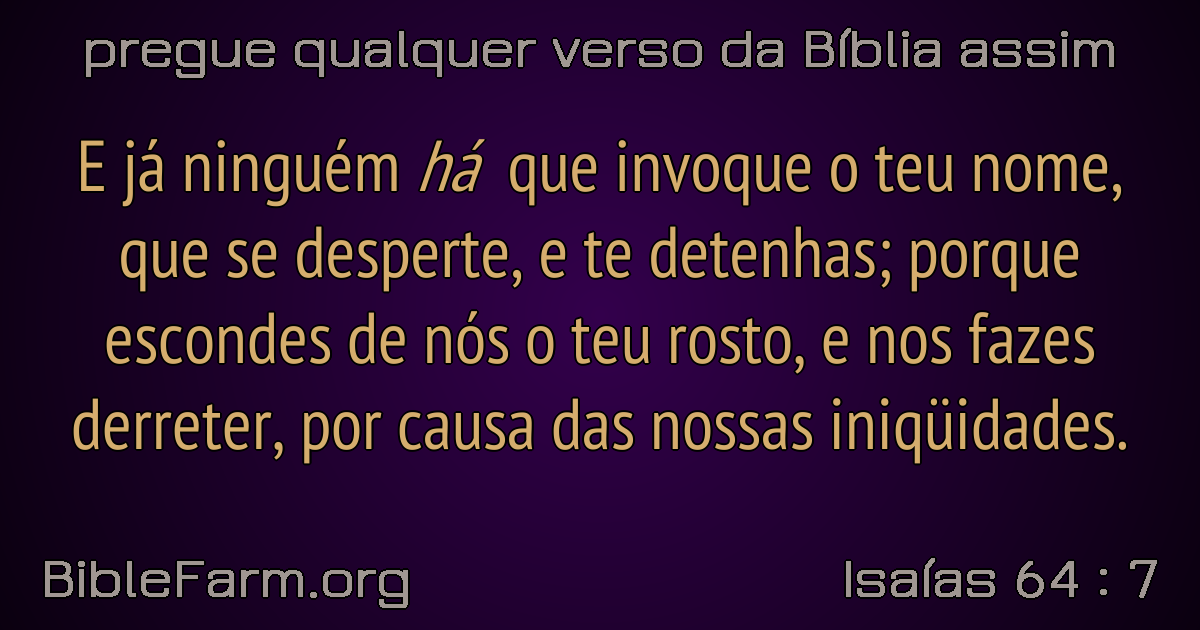 pregue qualquer verso da Bíblia assim
E já ninguém há que invoque o teu nome,
que se desperte, e te detenhas; porque
escondes de nós o teu rosto, e nos fazes
derreter, por causa das nossas iniqüidades.
BibleFarm.org
Isaías 64 : 7